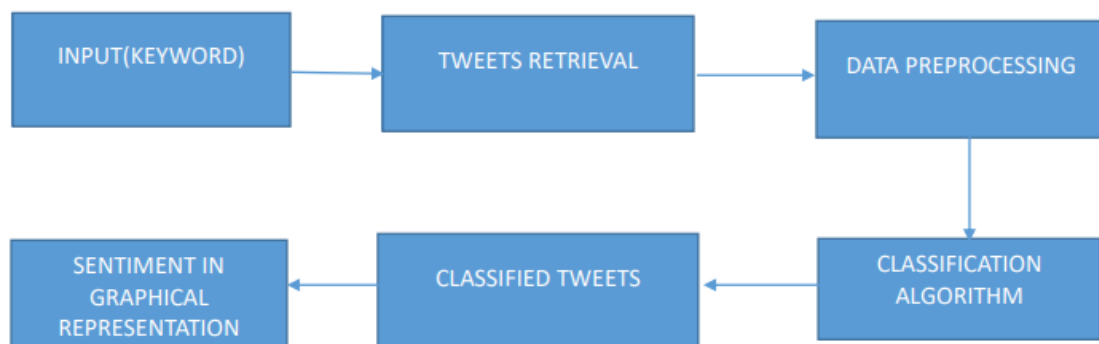 INPUT(KEYWORD)
TWEETS RETRIEVAL
DATA PREPROCESSING
CLASSIFICATION
ALGORITHM
CLASSIFIED TWEETS
SENTIMENT IN
GRAPHICAL
REPRESENTATION